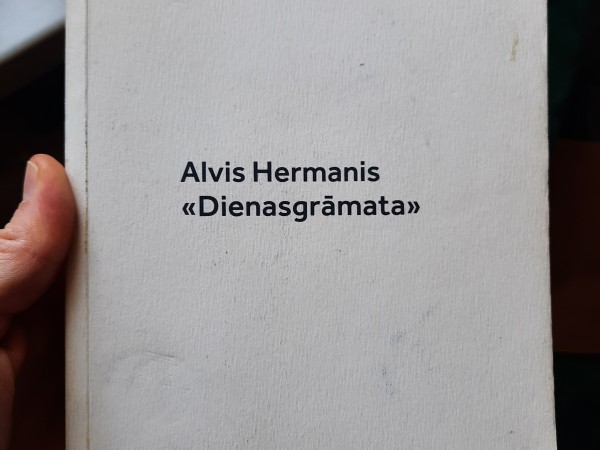 Alvis Hermanis
«Dienasgrāmata»